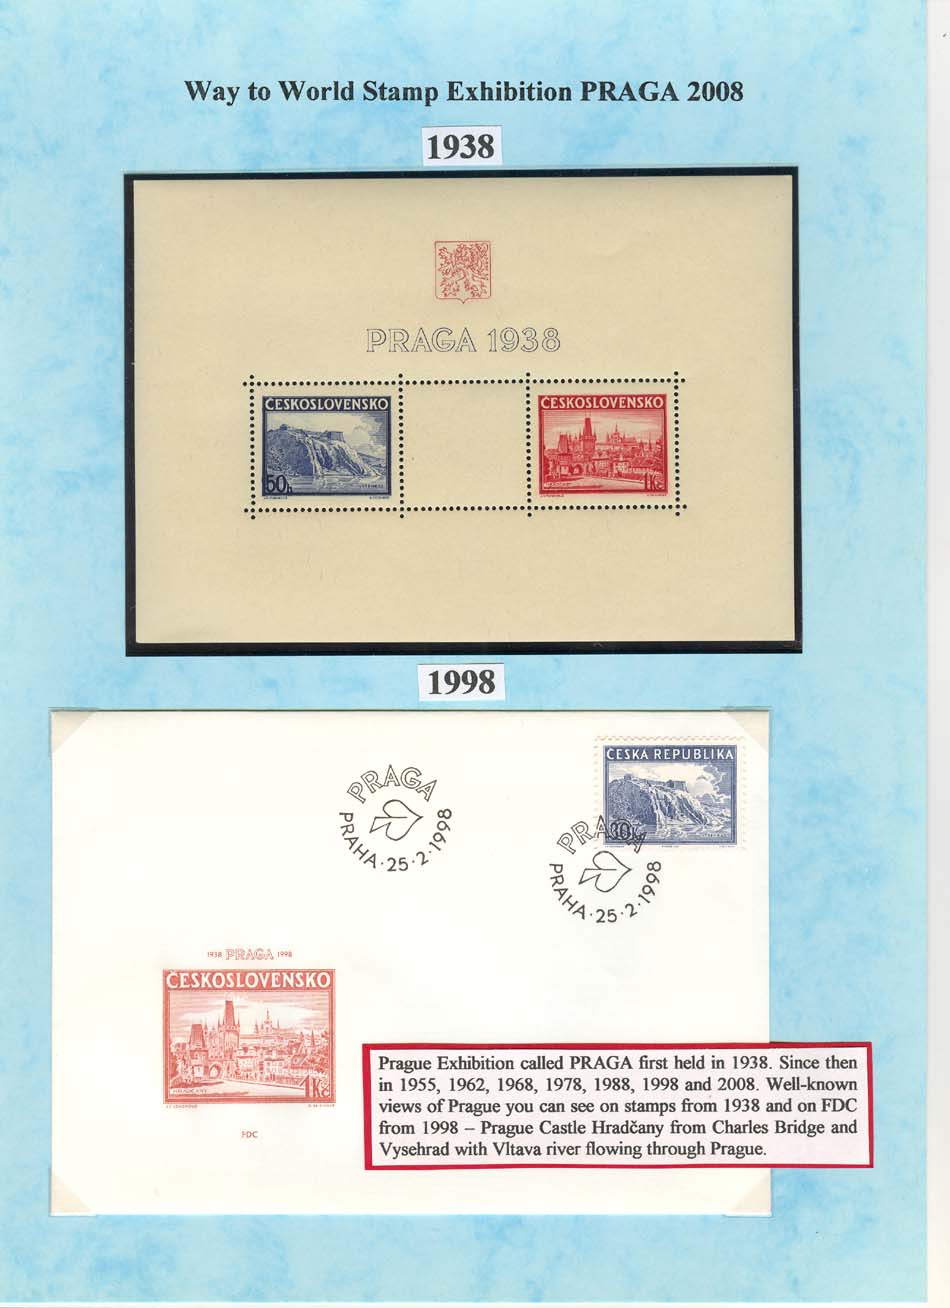 Way to World Stamp Exhibition PRAGA 2008
1938
PRAGA 1938
ČESKOSLOVENSKO
50h
ČESKOSLOVENSKO
1Kč
1998
PRAGA
PRAHA·25·2·1998
ČESKÁ REPUBLIKA
PRAGA
PRAHA·25·2·1998
1938 PRAGA 1998
ČESKOSLOVENSKO
HRADČANY
1Kč
FDC
Prague Exhibition called PRAGA first held in 1938. Since then
in 1955, 1962, 1968, 1978, 1988, 1998 and 2008. Well-known
views of Prague you can see on stamps from 1938 and on FDC
from 1998 – Prague Castle Hradčany from Charles Bridge and
Vysehrad with Vltava river flowing through Prague.